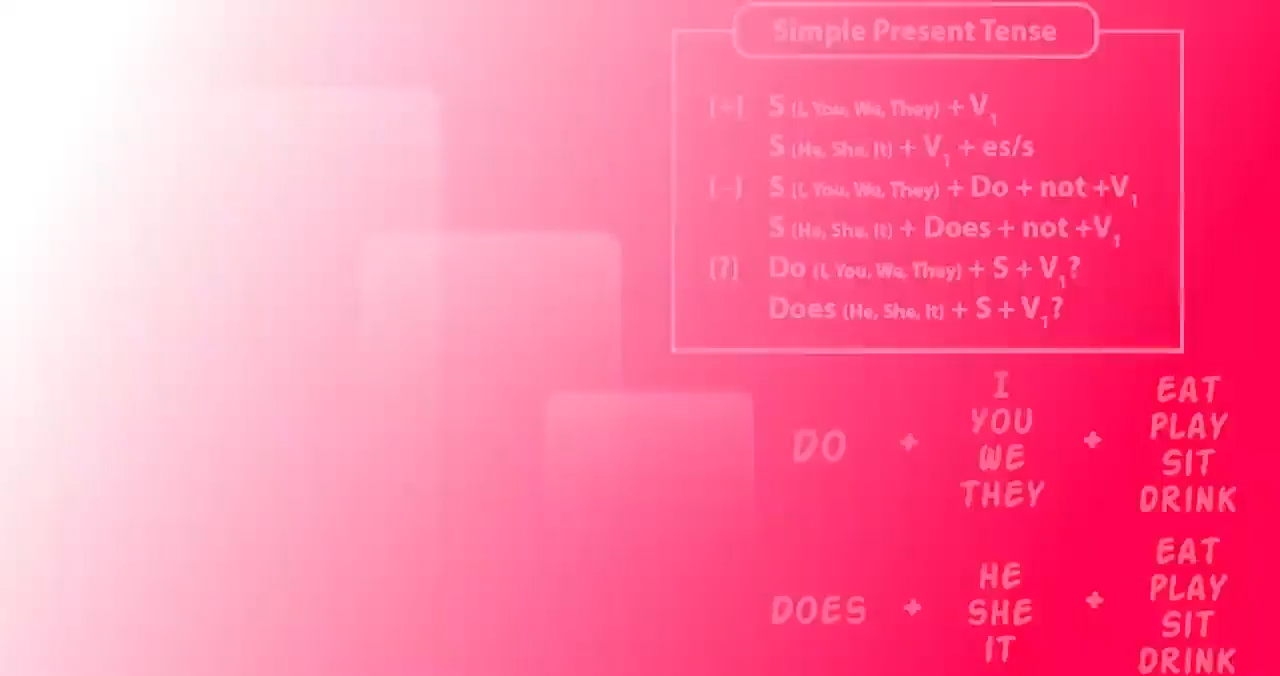 Simple Present Tense
(+) S (I, You, We, They) + V1
S (He, She, It) + V1 + es/s
(-) S (I, You, We, They) + Do + not +V1
S (He, She, It) + Does + not +V1
(?) Do (I, You, We, They) + S + V1?
Does (He, She, It) + S + V1?
I
YOU
DO + WE +
THEY
EAT
PLAY
SIT
DRINK
HE
DOES + SHE +
IT
EAT
PLAY
SIT
DRINK